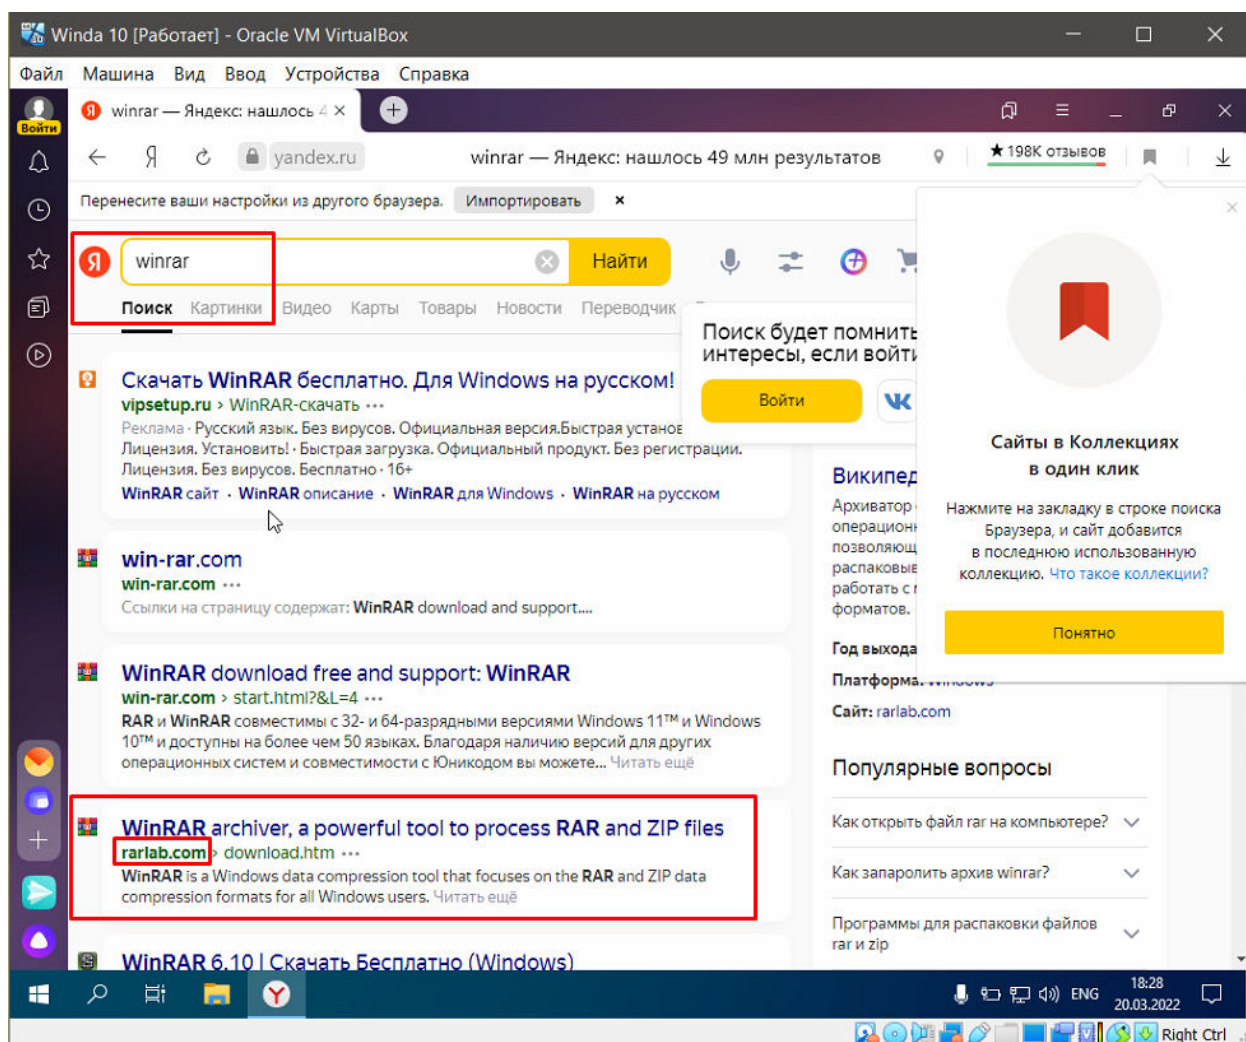 Winda 10 [Работает] - Oracle VM VirtualBox
Файл Машина Вид Ввод Устройства Справка
Войти
Я winrar — Яндекс: нашлось 4
Я yandex.ru winrar — Яндекс: нашлось 49 млн результатов ★ 198K отзывов
Перенесите ваши настройки из другого браузера. Импортировать
Я winrar Найти
Поиск Картинки Видео Карты Товары Новости Переводчик
Поиск будет помнить
интересы, если войти
Войти
Скачать WinRAR бесплатно. Для Windows на русском!
vipsetup.ru › WinRAR-скачать •••
Реклама · Русский язык. Без вирусов. Официальная версия.Быстрая установ
Лицензия. Установить! · Быстрая загрузка. Официальный продукт. Без регистрации.
Лицензия. Без вирусов. Бесплатно · 16+
WinRAR сайт · WinRAR описание · WinRAR для Windows · WinRAR на русском
win-rar.com
win-rar.com •••
Ссылки на страницу содержат: WinRAR download and support....
WinRAR download free and support: WinRAR
win-rar.com › start.html?&L=4 •••
RAR и WinRAR совместимы с 32- и 64-разрядными версиями Windows 11™ и Windows
10™ и доступны на более чем 50 языках. Благодаря наличию версий для других
операционных систем и совместимости с Юникодом вы можете... Читать ещё
WinRAR archiver, a powerful tool to process RAR and ZIP files
rarlab.com › download.htm •••
WinRAR is a Windows data compression tool that focuses on the RAR and ZIP data
compression formats for all Windows users. Читать ещё
WinRAR 6.10 | Скачать Бесплатно (Windows)
Википед
Архиватор
операционн
позволяющ
распаковыв
работать с
форматов.
Год выхода
Платформа: Windows
Сайт: rarlab.com
Популярные вопросы
Как открыть файл rar на компьютере?
Как запаролить архив winrar?
Программы для распаковки файлов
rar и zip
Сайты в Коллекциях
в один клик
Нажмите на закладку в строке поиска
Браузера, и сайт добавится
в последнюю использованную
коллекцию. Что такое коллекции?
Понятно
ENG 18:28
20.03.2022
Right Ctrl